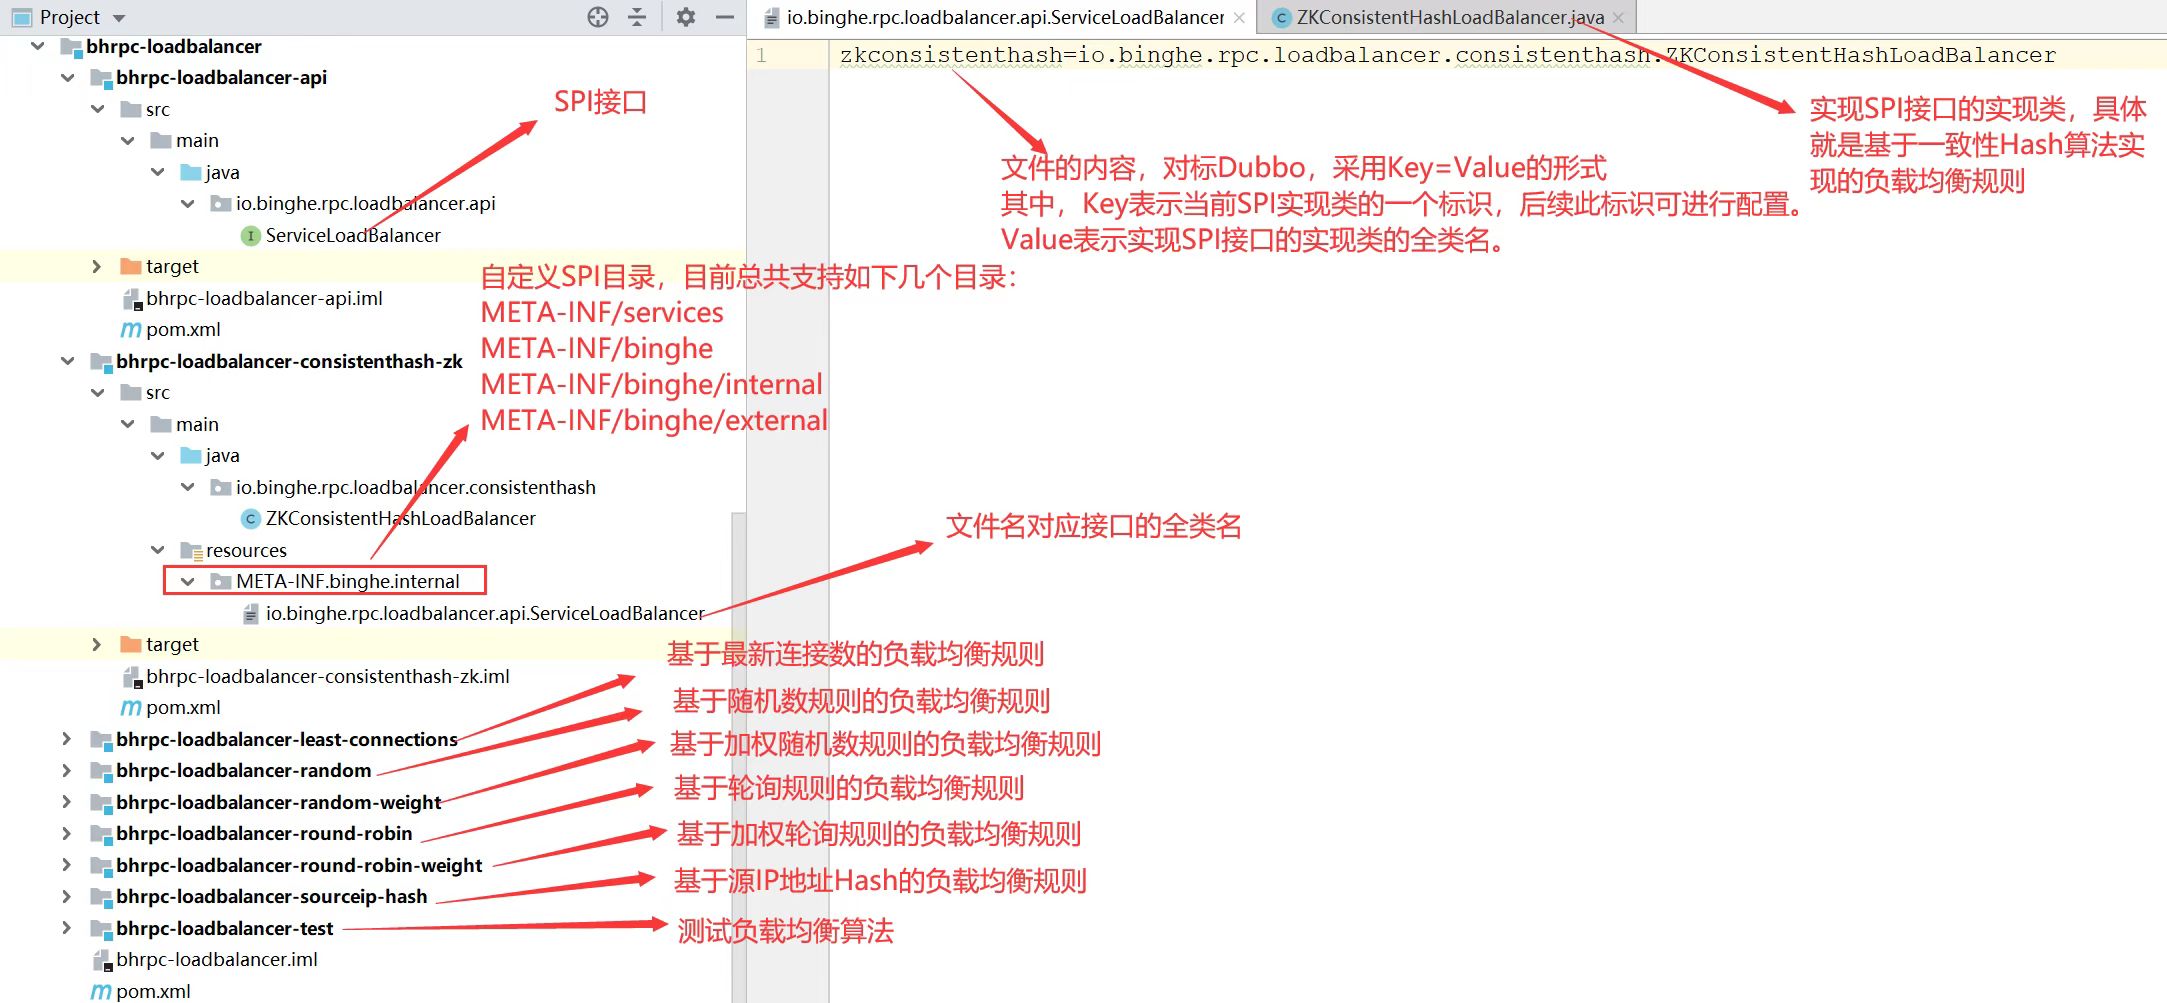 Project
io.binghe.rpc.loadbalancer.api.ServiceLoadBalancer
ZKConsistentHashLoadBalancer.java
1
zkconsistenthash=io.binghe.rpc.loadbalancer.consistenthash.ZKConsistentHashLoadBalancer
bhrpc-loadbalancer
bhrpc-loadbalancer-api
src
main
java
io.binghe.rpc.loadbalancer.api
ServiceLoadBalancer
target
bhrpc-loadbalancer-api.iml
pom.xml
bhrpc-loadbalancer-consistenthash-zk
src
main
java
io.binghe.rpc.loadbalancer.consistenthash
ZKConsistentHashLoadBalancer
resources
META-INF.binghe.internal
io.binghe.rpc.loadbalancer.api.ServiceLoadBalancer
target
bhrpc-loadbalancer-consistenthash-zk.iml
pom.xml
bhrpc-loadbalancer-least-connections
bhrpc-loadbalancer-random
bhrpc-loadbalancer-random-weight
bhrpc-loadbalancer-round-robin
bhrpc-loadbalancer-round-robin-weight
bhrpc-loadbalancer-sourceip-hash
bhrpc-loadbalancer-test
bhrpc-loadbalancer.iml
pom.xml
SPI接口
自定义SPI目录，目前总共支持如下几个目录：
META-INF/services
META-INF/binghe
META-INF/binghe/internal
META-INF/binghe/external
文件的内容，对标Dubbo，采用Key=Value的形式
其中，Key表示当前SPI实现类的一个标识，后续此标识可进行配置。
Value表示实现SPI接口的实现类的全类名。
实现SPI接口的实现类，具体
就是基于一致性Hash算法实
现的负载均衡规则
文件名对应接口的全类名
基于最新连接数的负载均衡规则
基于随机数规则的负载均衡规则
基于加权随机数规则的负载均衡规则
基于轮询规则的负载均衡规则
基于加权轮询规则的负载均衡规则
基于源IP地址Hash的负载均衡规则
测试负载均衡算法